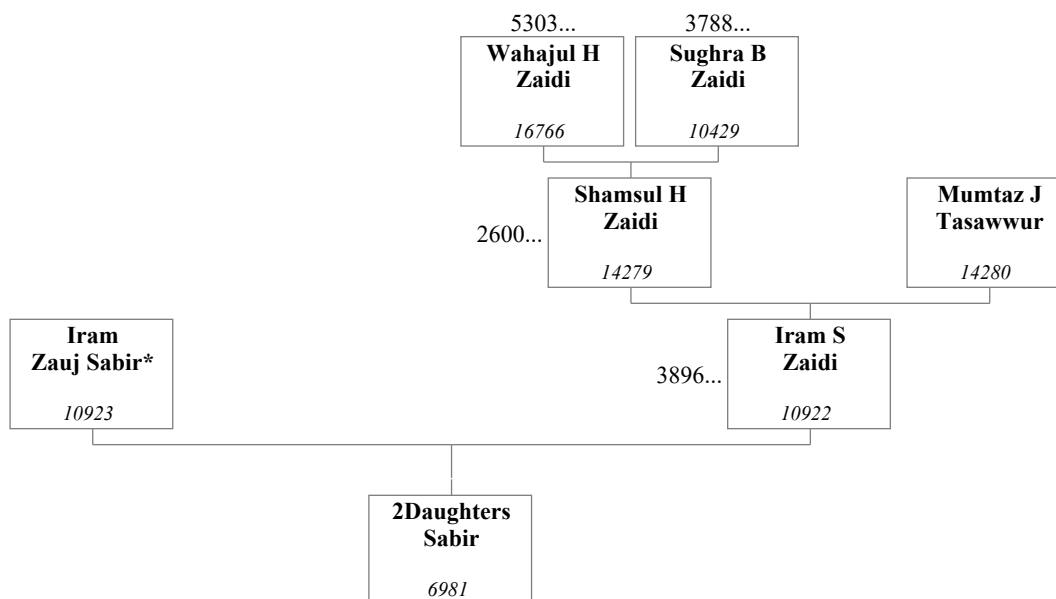 5303...
3788...
Wahajul H
Zaidi
16766
Sughra B
Zaidi
10429
Shamsul H
Zaidi
14279
2600...
Mumtaz J
Tasawwur
14280
Iram
Zauj Sabir*
10923
Iram S
Zaidi
10922
3896...
2Daughters
Sabir
6981